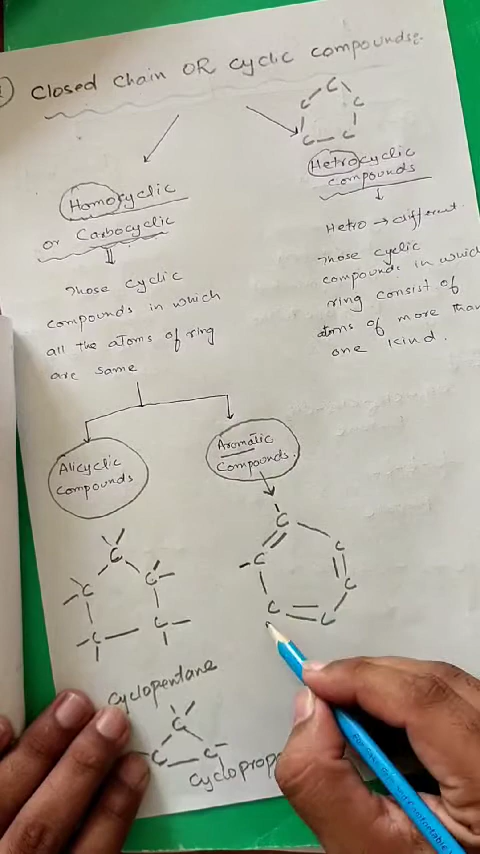 Closed Chain OR cyclic compounds:
C
C C
C C
Homocyclic
or Carbocyclic
Those cyclic
compounds in which
all the atoms of ring
are same
Hetrocyclic
compounds
Hetro → different.
Those cyclic
compounds in which
ring consist of
atoms of more than
one kind.
Alicyclic
Compounds
Aromatic
Compounds.
C
C C
C C
cyclopentane
C
C C
cycloprop
C
C C
C C
C